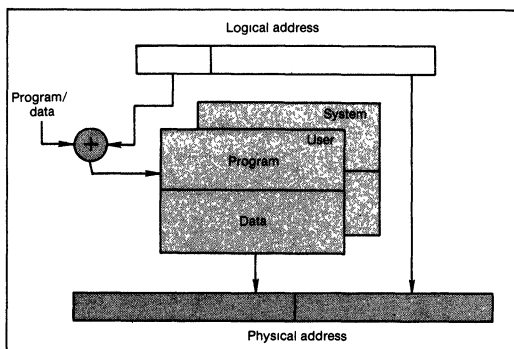 Logical address
Program/
data
+
System
User
Program
Data
Physical address